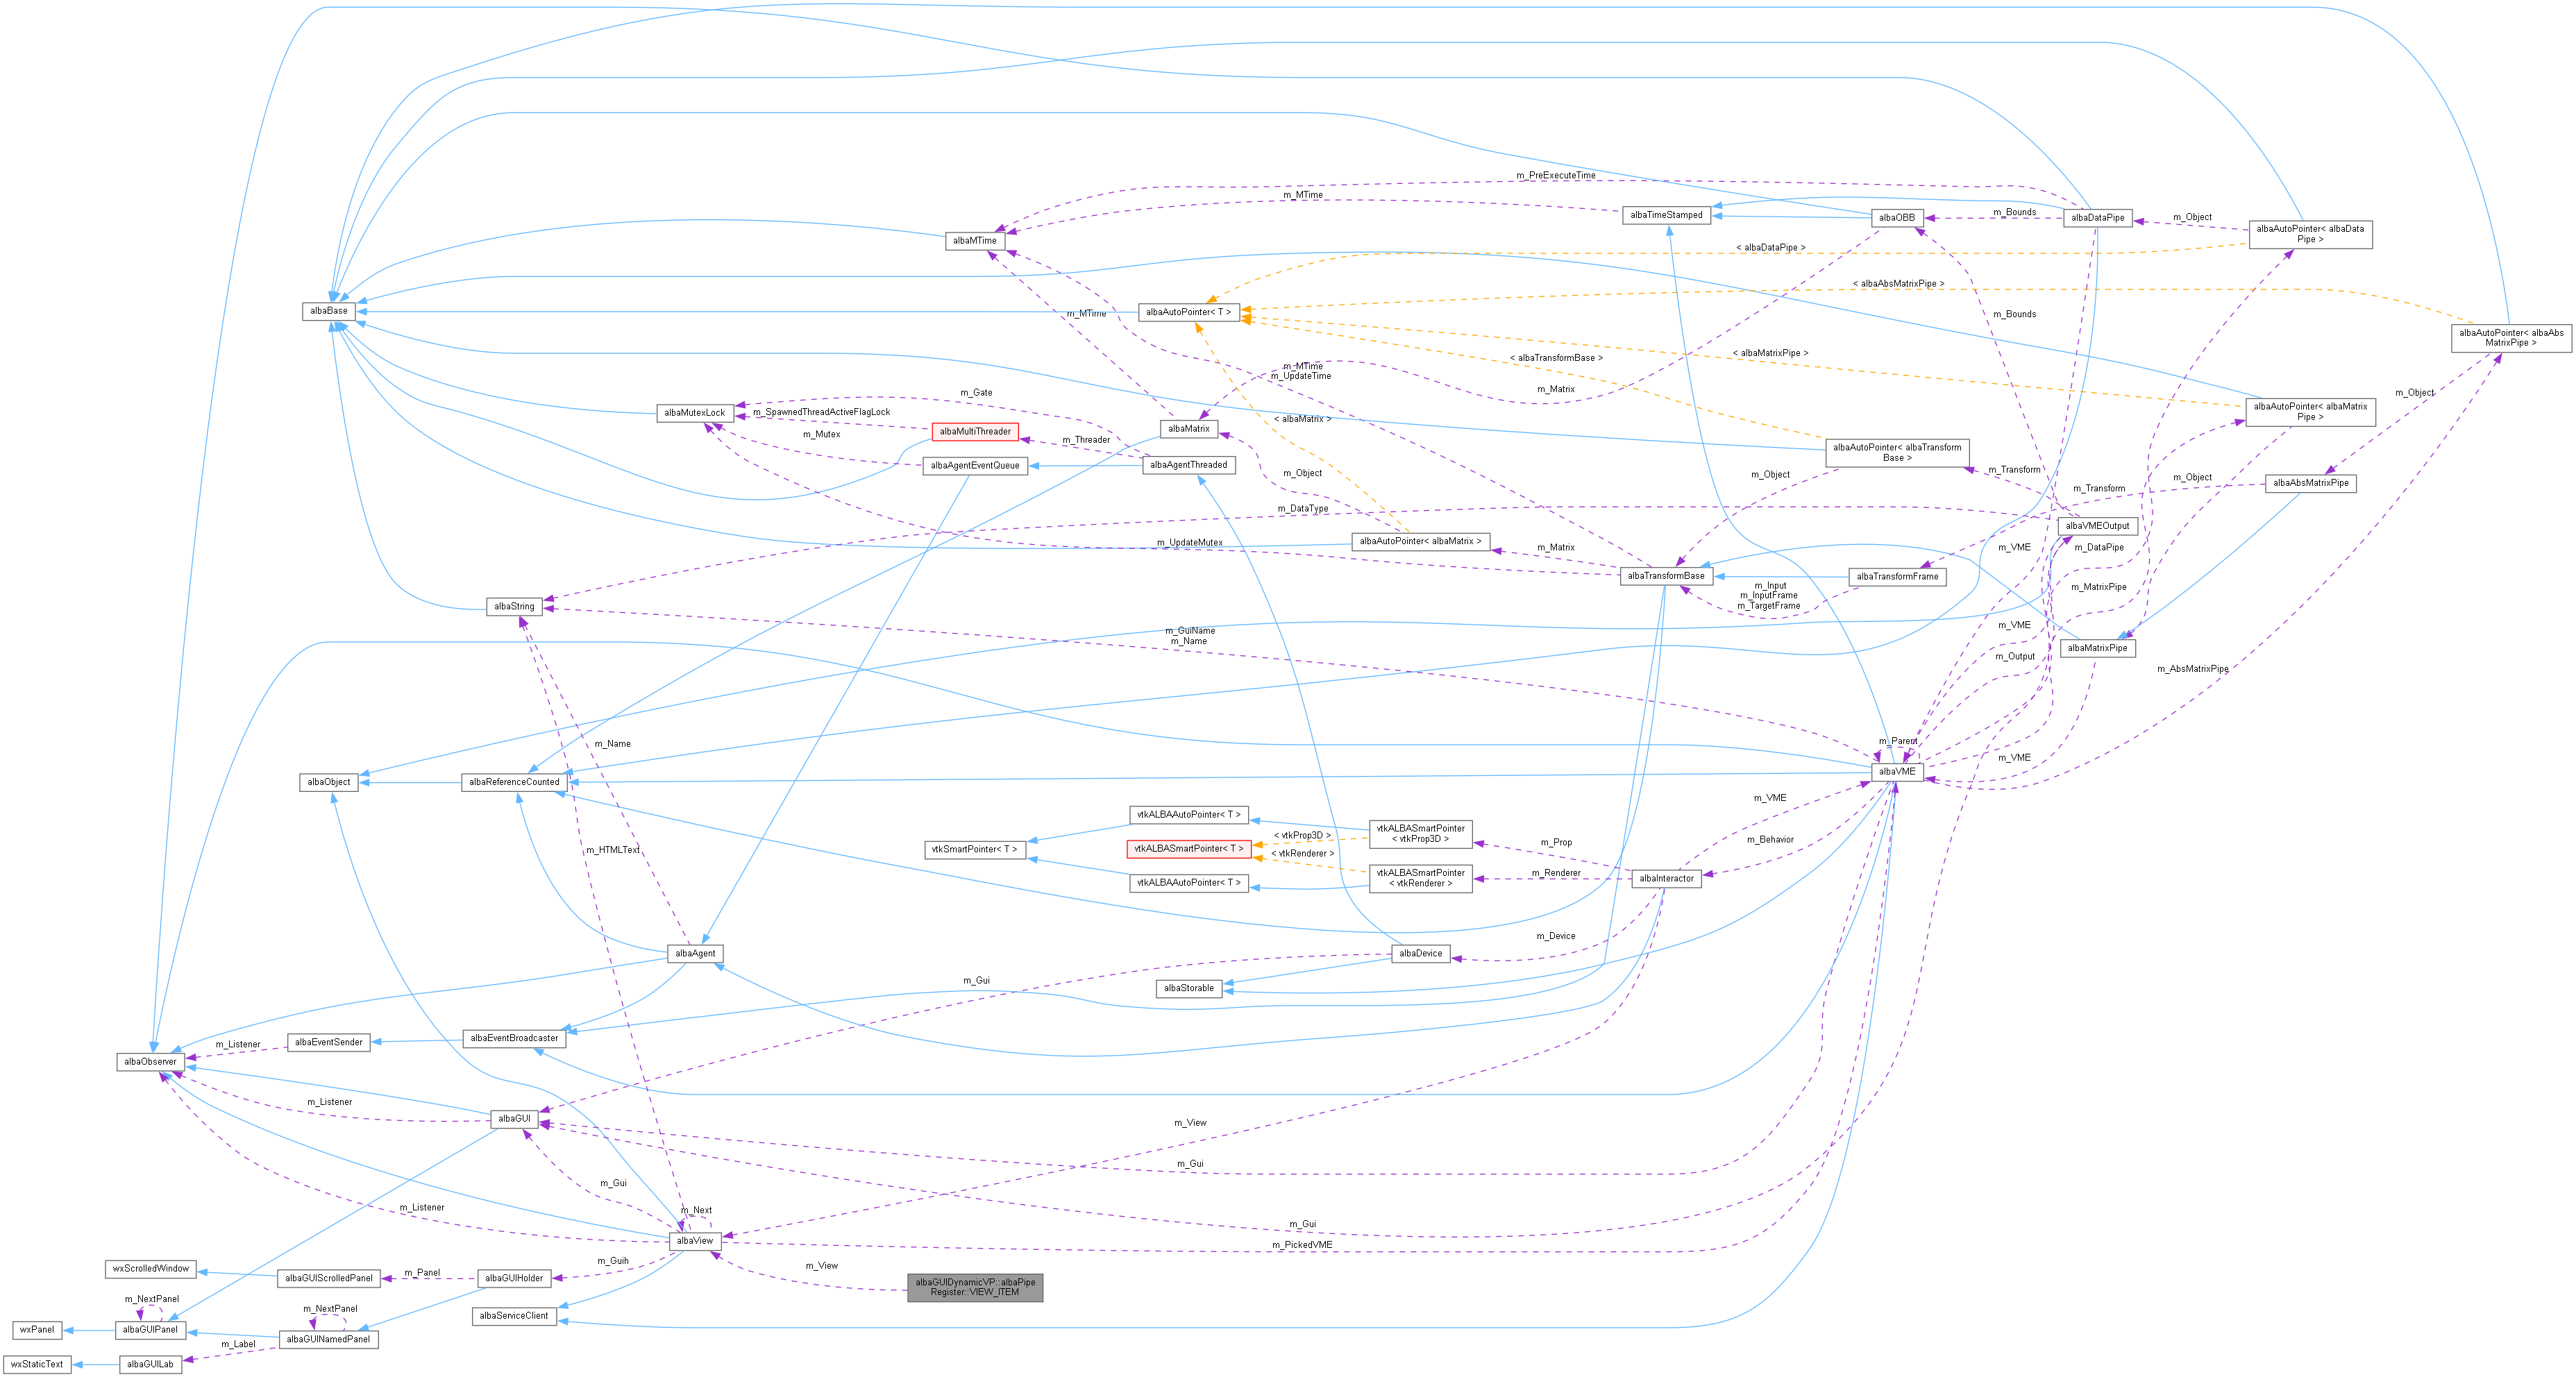 m_PreExecuteTime
m_MTime
albaTimeStamped
albaOBB
m_Bounds
albaDataPipe
m_Object
albaAutoPointer< albaData
Pipe >
albaMTime
< albaDataPipe >
< albaAbsMatrixPipe >
albaBase
albaAutoPointer< T >
m_MTime
m_Bounds
albaAutoPointer< albaAbs
MatrixPipe >
< albaTransformBase >
< albaMatrixPipe >
m_MTime
m_UpdateTime
m_Matrix
m_Gate
m_Object
albaMutexLock
m_SpawnedThreadActiveFlagLock
albaMultiThreader
< albaMatrix >
albaMatrix
albaAutoPointer< albaMatrix
Pipe >
m_Mutex
m_Threader
albaAgentEventQueue
albaAgentThreaded
albaAutoPointer< albaTransform
Base >
m_Object
m_Object
m_Transform
m_Object
albaAbsMatrixPipe
m_Transform
m_DataType
albaVMEOutput
m_UpdateMutex
albaAutoPointer< albaMatrix >
m_Matrix
m_VME
m_DataPipe
albaTransformBase
albaTransformFrame
m_Input
m_InputFrame
m_TargetFrame
m_MatrixPipe
albaString
m_GuiName
m_Name
m_VME
albaMatrixPipe
m_Output
m_AbsMatrixPipe
m_Name
m_Parent
m_VME
albaObject
albaReferenceCounted
albaVME
m_VME
vtkALBAAutoPointer< T >
vtkALBASmartPointer
< vtkProp3D >
< vtkProp3D >
m_Prop
m_Behavior
vtkSmartPointer< T >
vtkALBASmartPointer< T >
m_HTMLText
< vtkRenderer >
vtkALBAAutoPointer< T >
vtkALBASmartPointer
< vtkRenderer >
m_Renderer
albaInteractor
m_Device
albaAgent
albaDevice
m_Gui
albaStorable
albaEventSender
albaEventBroadcaster
m_Listener
albaObserver
m_Listener
albaGUI
m_View
m_Gui
m_Gui
m_Next
m_Listener
m_Gui
albaView
m_PickedVME
m_Guih
wxScrolledWindow
albaGUIScrolledPanel
m_Panel
albaGUIHolder
m_View
albaGUIDynamicVP::albaPipe
Register::VIEW_ITEM
m_NextPanel
m_NextPanel
albaServiceClient
wxPanel
albaGUIPanel
albaGUINamedPanel
m_Label
wxStaticText
albaGUILab